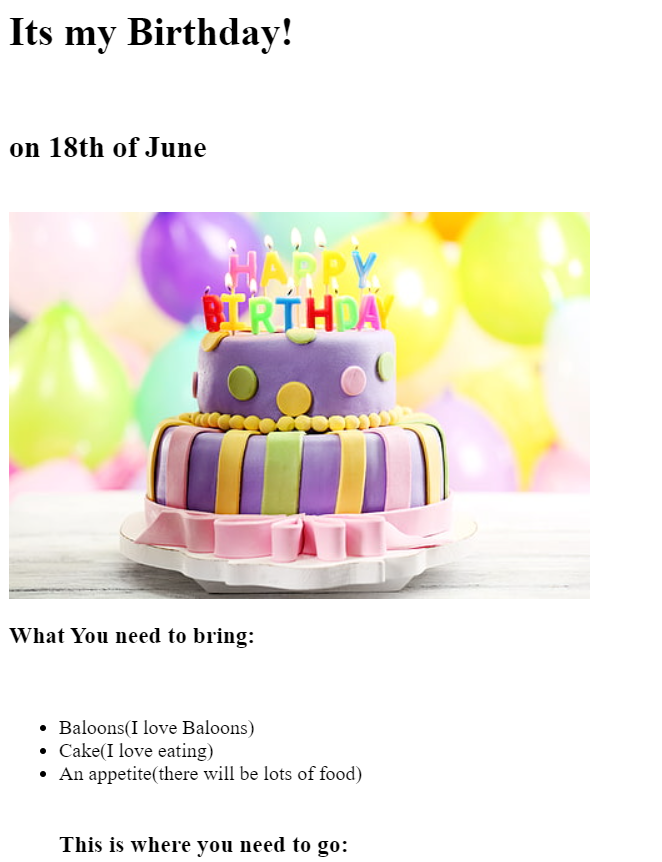 Its my Birthday!
on 18th of June
HAPPY
BIRTHDAY
What You need to bring:
Baloons(I love Baloons)
Cake(I love eating)
An appetite(there will be lots of food)
This is where you need to go: